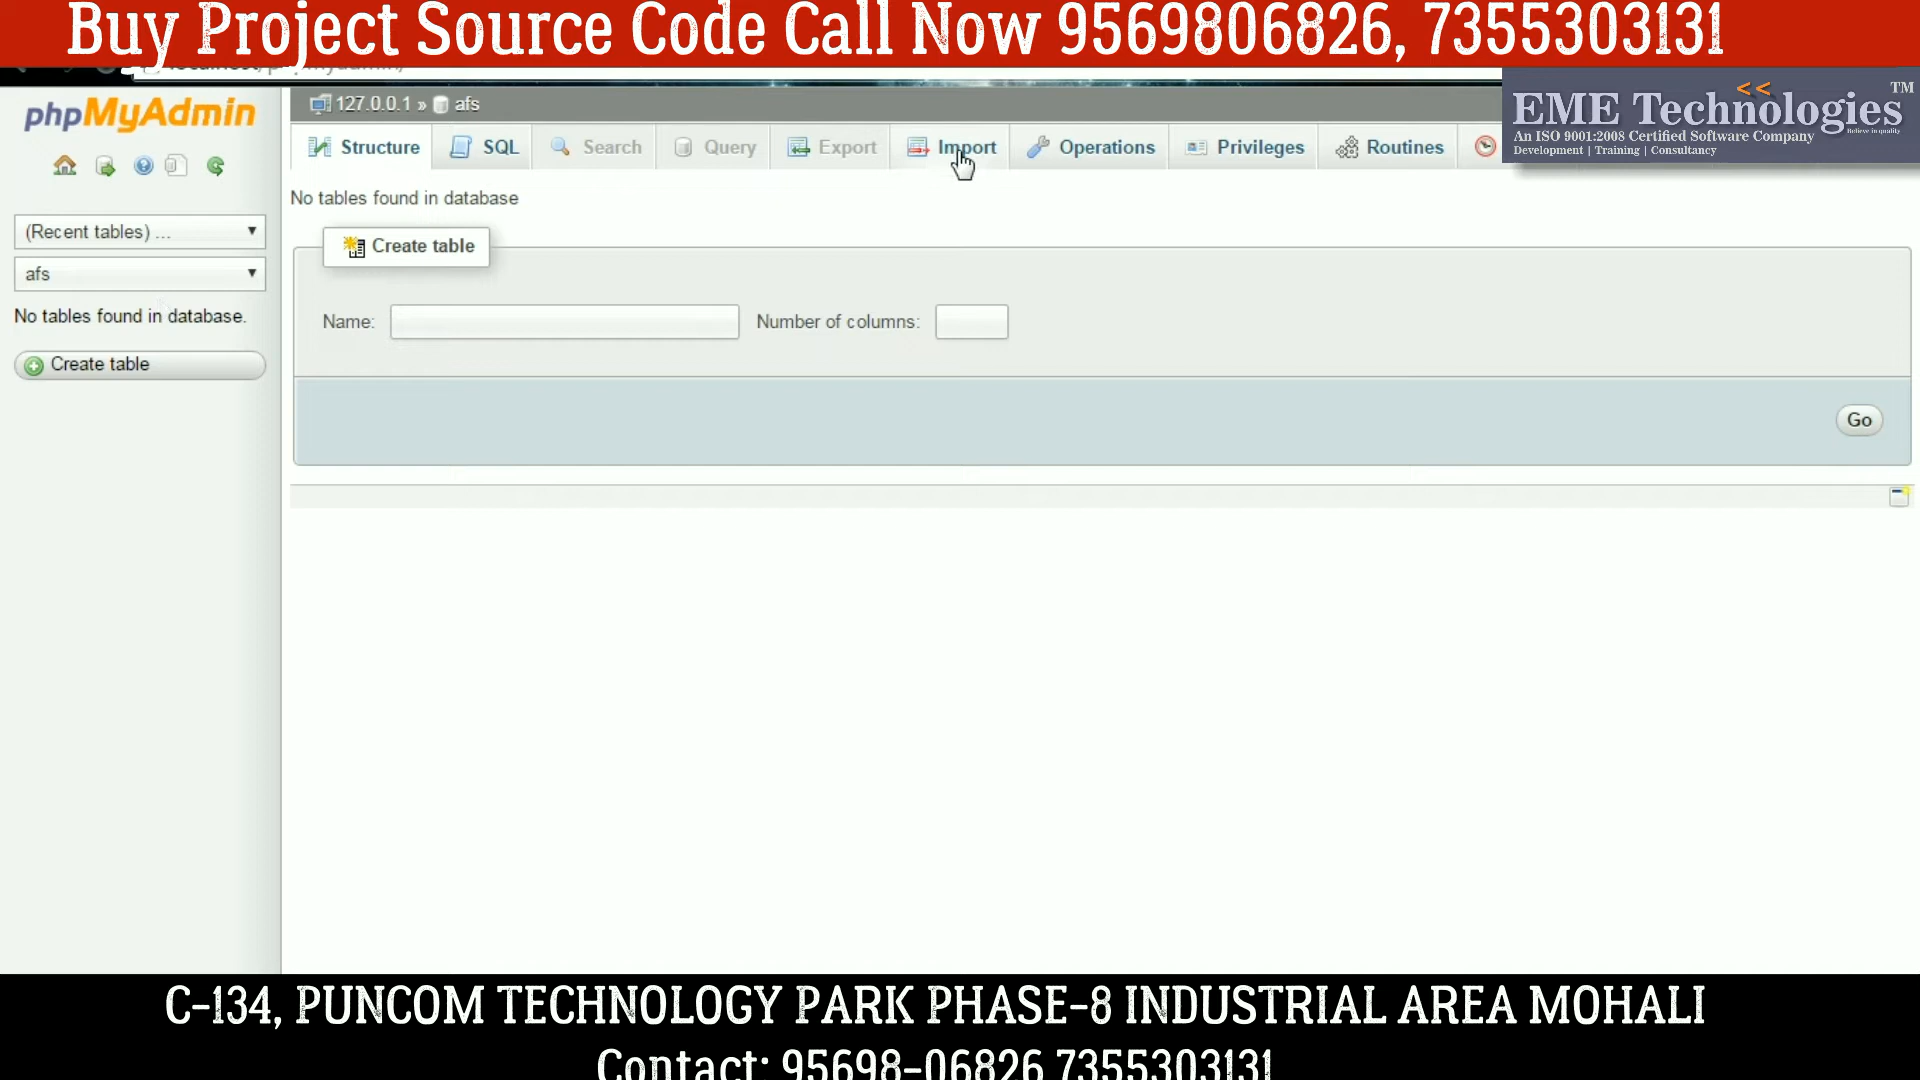 Buy Project Source Code Call Now 9569806826, 7355303131
phpMyAdmin
127.0.0.1 » afs
<<
TM
EME Technologies
Believe in quality
An ISO 9001:2008 Certified Software Company
Development | Training | Consultancy
Structure
SQL
Search
Query
Export
Import
Operations
Privileges
Routines
(Recent tables) ...
afs
No tables found in database.
Create table
No tables found in database
Create table
Name:
Number of columns:
Go
C-134, PUNCOM TECHNOLOGY PARK PHASE-8 INDUSTRIAL AREA MOHALI
Contact: 95698-06826 7355303131